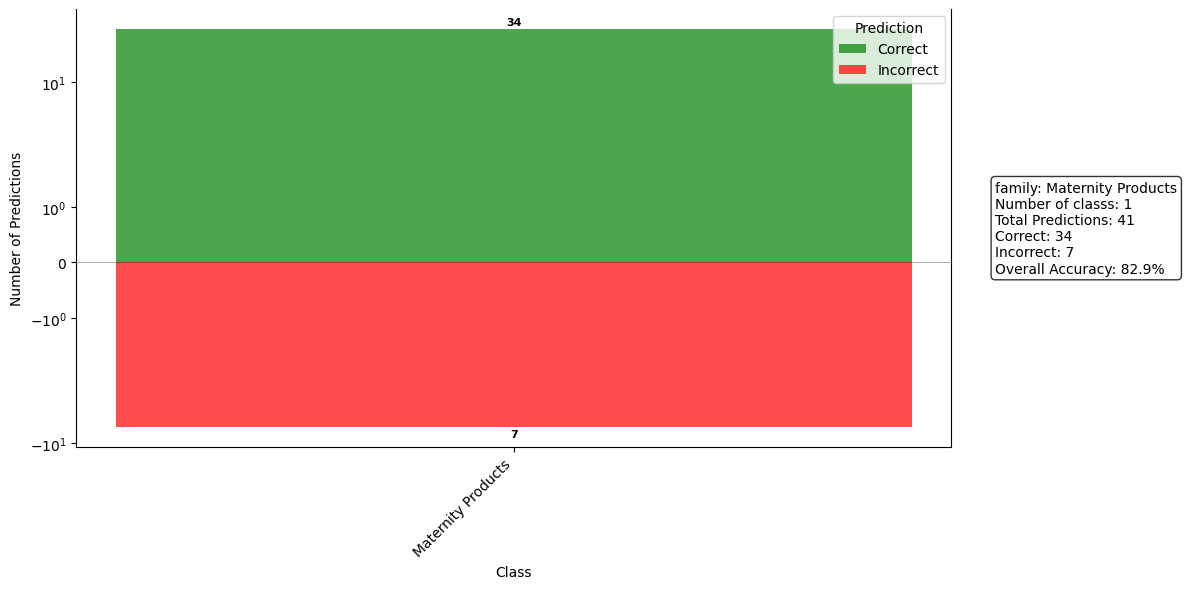 34
Prediction
Correct
Incorrect
10¹
10⁰
0
−10⁰
−10¹
Number of Predictions
7
Maternity Products
Class
family: Maternity Products
Number of classs: 1
Total Predictions: 41
Correct: 34
Incorrect: 7
Overall Accuracy: 82.9%